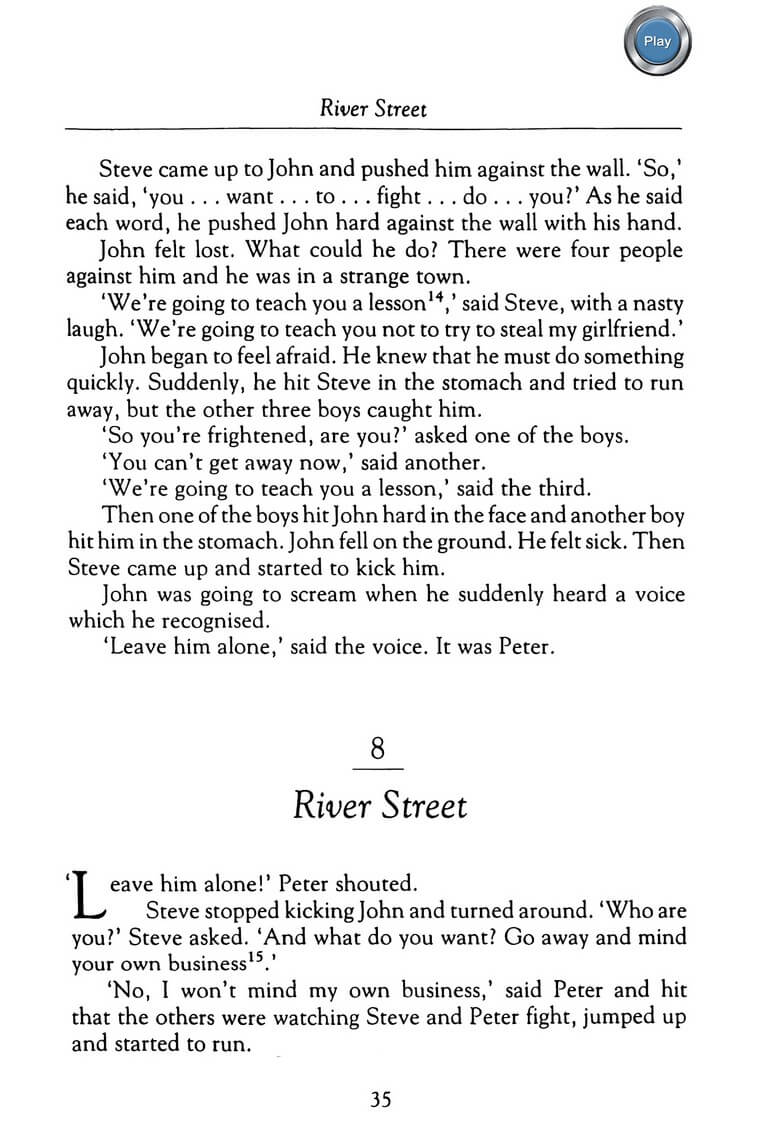 Play
River Street
Steve came up to John and pushed him against the wall. ‘So,’
he said, ‘you . . . want . . . to . . . fight . . . do . . . you?’ As he said
each word, he pushed John hard against the wall with his hand.
John felt lost. What could he do? There were four people
against him and he was in a strange town.
‘We’re going to teach you a lesson¹⁴,’ said Steve, with a nasty
laugh. ‘We’re going to teach you not to try to steal my girlfriend.’
John began to feel afraid. He knew that he must do something
quickly. Suddenly, he hit Steve in the stomach and tried to run
away, but the other three boys caught him.
‘So you’re frightened, are you?’ asked one of the boys.
‘You can’t get away now,’ said another.
‘We’re going to teach you a lesson,’ said the third.
Then one of the boys hit John hard in the face and another boy
hit him in the stomach. John fell on the ground. He felt sick. Then
Steve came up and started to kick him.
John was going to scream when he suddenly heard a voice
which he recognised.
‘Leave him alone,’ said the voice. It was Peter.
8
River Street
‘Leave him alone!’ Peter shouted.
Steve stopped kicking John and turned around. ‘Who are
you?’ Steve asked. ‘And what do you want? Go away and mind
your own business¹⁵.’
‘No, I won’t mind my own business,’ said Peter and hit
that the others were watching Steve and Peter fight, jumped up
and started to run.
35